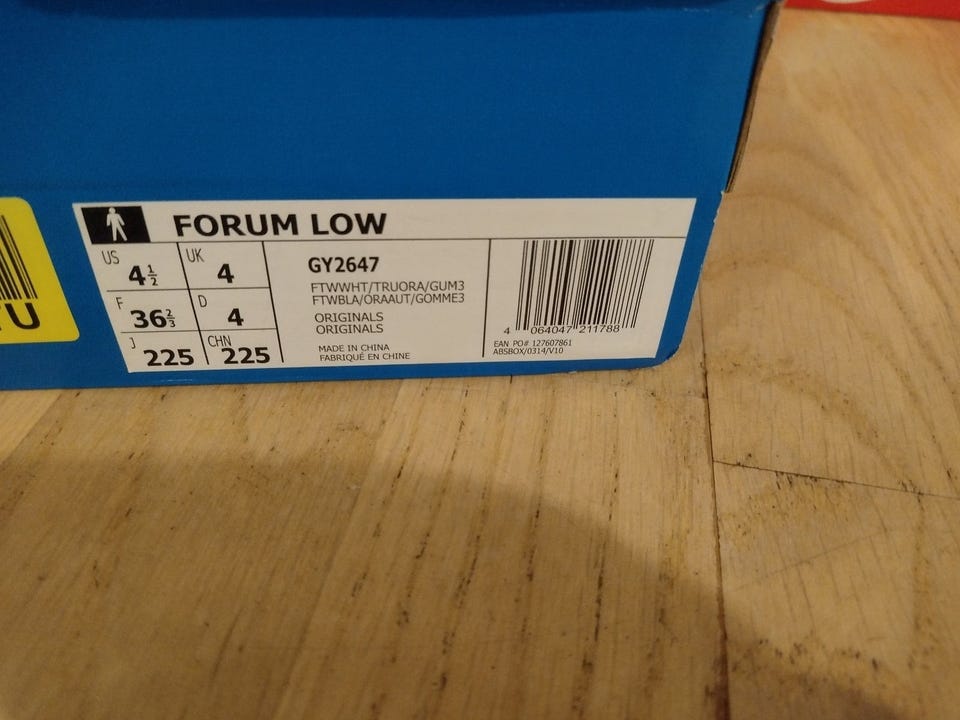 FORUM LOW
US 4½ UK 4
F 36⅔ D 4
J 225 CHN 225
GY2647
FTWWHT/TRUORA/GUM3
FTWBLA/ORAAUT/GOMME3
ORIGINALS
ORIGINALS
MADE IN CHINA
FABRIQUÉ EN CHINE
4 064047 211788
EAN PO# 127607861
ABSBOX/0314/V10